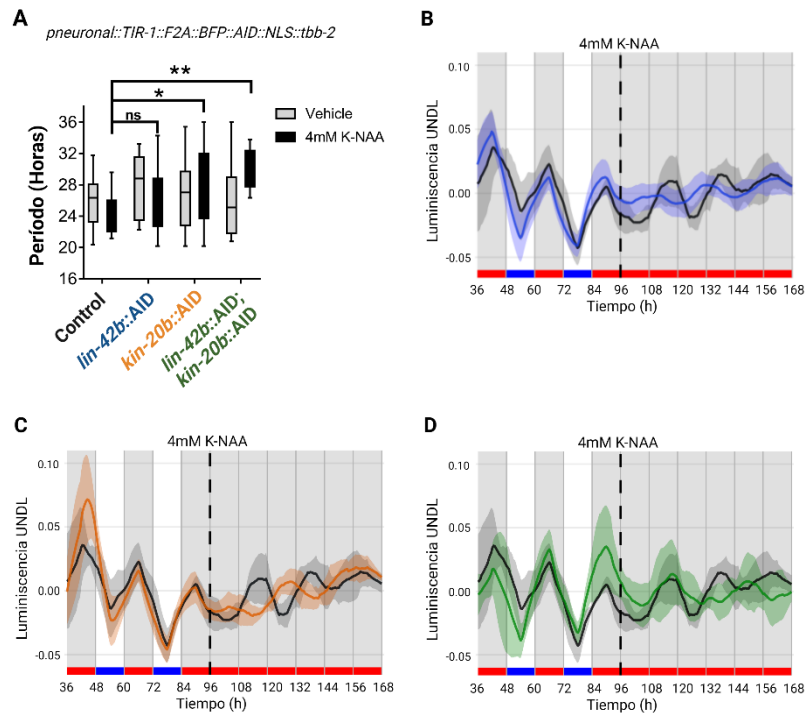 A
pneuronal::TIR-1::F2A::BFP::AID::NLS::tbb-2
**
*
ns
Vehicle
4mM K-NAA
Período (Horas)
36
32
28
24
20
16
Control
lin-42b::AID
kin-20b::AID
lin-42b::AID;
kin-20b::AID
B
4mM K-NAA
Luminiscencia UNDL
0.10
0.05
0.00
-0.05
36 48 60 72 84 96 108 120 132 144 156 168
Tiempo (h)
C
4mM K-NAA
Luminiscencia UNDL
0.10
0.05
0.00
-0.05
36 48 60 72 84 96 108 120 132 144 156 168
Tiempo (h)
D
4mM K-NAA
Luminiscencia UNDL
0.10
0.05
0.00
-0.05
36 48 60 72 84 96 108 120 132 144 156 168
Tiempo (h)